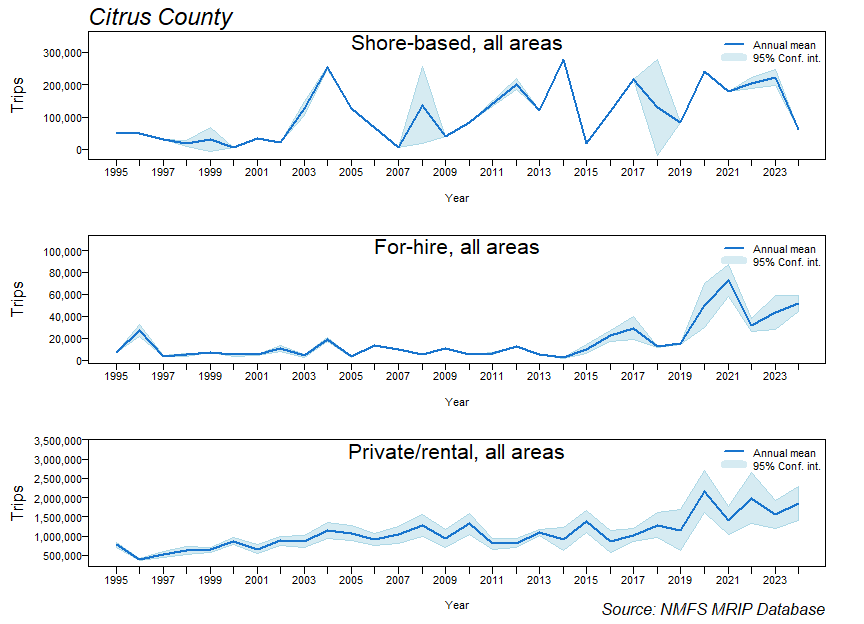 Citrus County
Shore-based, all areas
Annual mean
95% Conf. int.
Trips
300,000
200,000
100,000
0
1995 1997 1999 2001 2003 2005 2007 2009 2011 2013 2015 2017 2019 2021 2023
Year
For-hire, all areas
Annual mean
95% Conf. int.
Trips
100,000
80,000
60,000
40,000
20,000
0
1995 1997 1999 2001 2003 2005 2007 2009 2011 2013 2015 2017 2019 2021 2023
Year
Private/rental, all areas
Annual mean
95% Conf. int.
Trips
3,500,000
3,000,000
2,500,000
2,000,000
1,500,000
1,000,000
500,000
1995 1997 1999 2001 2003 2005 2007 2009 2011 2013 2015 2017 2019 2021 2023
Year
Source: NMFS MRIP Database